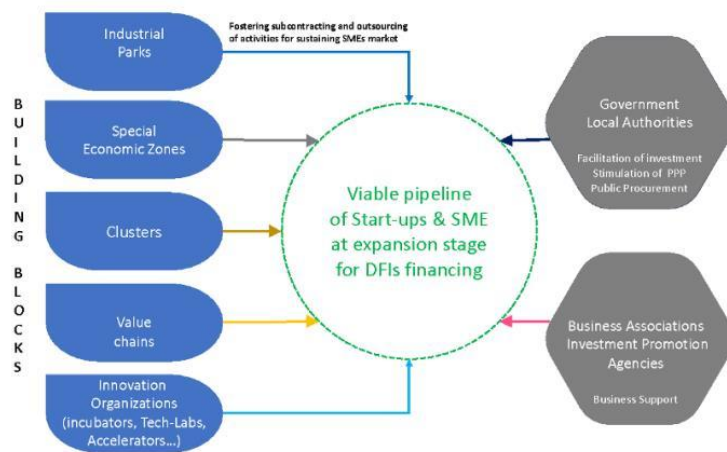 Fostering subcontracting and outsourcing
of activities for sustaining SMEs market
Industrial
Parks
BUILDING BLOCKS
Special
Economic Zones
Clusters
Value
chains
Innovation
Organizations
(incubators, Tech-Labs,
Accelerators...)
Viable pipeline
of Start-ups & SME
at expansion stage
for DFIs financing
Government
Local Authorities
Facilitation of investment
Stimulation of PPP
Public Procurement
Business Associations
Investment Promotion
Agencies
Business Support